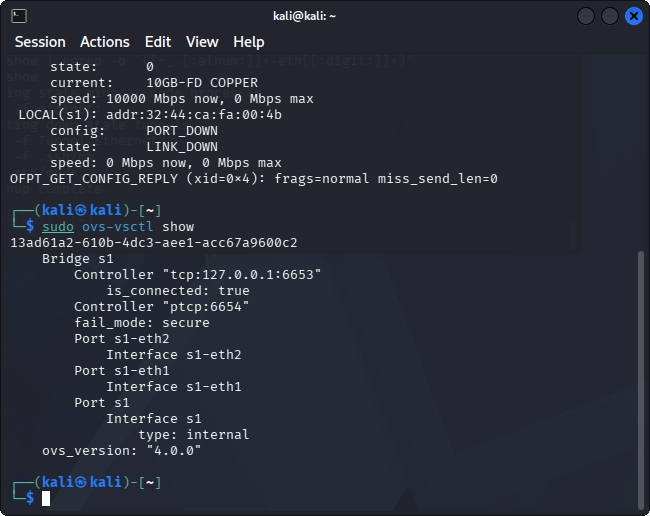 kali@kali: ~
Session Actions Edit View Help
    state:      0
    current:    10GB-FD COPPER
    speed: 10000 Mbps now, 0 Mbps max
LOCAL(s1): addr:32:44:ca:fa:00:4b
    config:     PORT_DOWN
    state:      LINK_DOWN
    speed: 0 Mbps now, 0 Mbps max
OFPT_GET_CONFIG_REPLY (xid=0×4): frags=normal miss_send_len=0
┌──(kali㉿kali)-[~]
└─$ sudo ovs-vsctl show
13ad61a2-610b-4dc3-aee1-acc67a9600c2
    Bridge s1
        Controller "tcp:127.0.0.1:6653"
            is_connected: true
        Controller "ptcp:6654"
        fail_mode: secure
        Port s1-eth2
            Interface s1-eth2
        Port s1-eth1
            Interface s1-eth1
        Port s1
            Interface s1
                type: internal
    ovs_version: "4.0.0"
┌──(kali㉿kali)-[~]
└─$